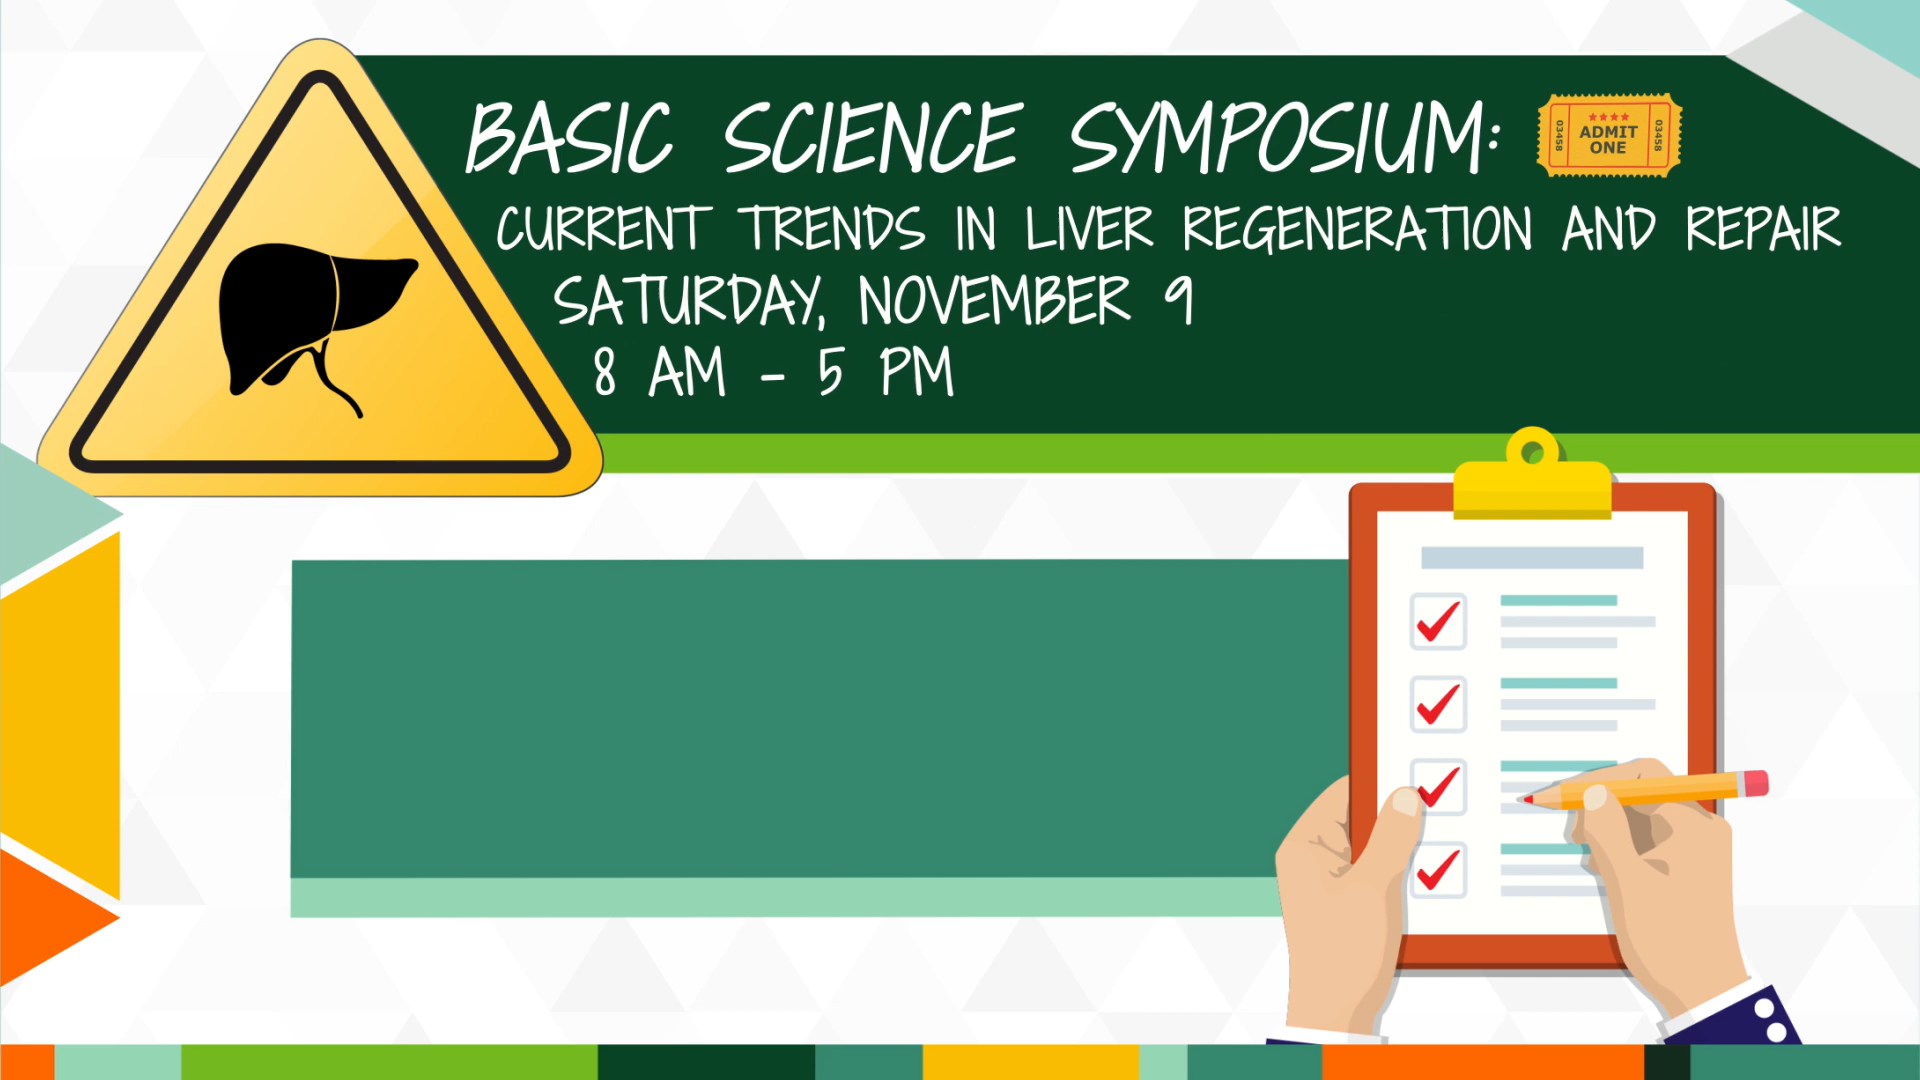 BASIC SCIENCE SYMPOSIUM:
03458 ADMIT ONE 03458
CURRENT TRENDS IN LIVER REGENERATION AND REPAIR
SATURDAY, NOVEMBER 9
8 AM - 5 PM